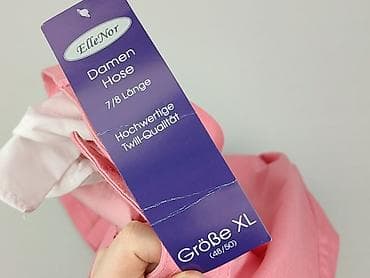 ElleNor
Damen
Hose
7/8 Länge
Hochwertige
Twill-Qualität
Größe XL
(48/50)